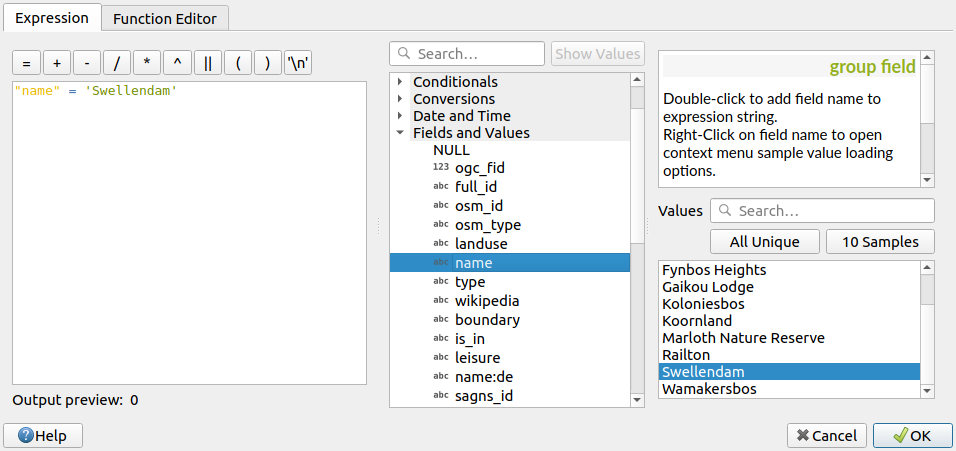 Expression
Function Editor
= + - / * ^ || ( ) '\n'
"name" = 'Swellendam'
Output preview: 0
Search...
Show Values
Conditionals
Conversions
Date and Time
Fields and Values
NULL
123 ogc_fid
abc full_id
abc osm_id
abc osm_type
abc landuse
abc name
abc type
abc wikipedia
abc boundary
abc is_in
abc leisure
abc name:de
abc sagns_id
group field
Double-click to add field name to
expression string.
Right-Click on field name to open
context menu sample value loading
options.
Values
Search...
All Unique
10 Samples
Fynbos Heights
Gaikou Lodge
Koloniesbos
Koornland
Marloth Nature Reserve
Railton
Swellendam
Wamakersbos
?Help
Cancel
OK